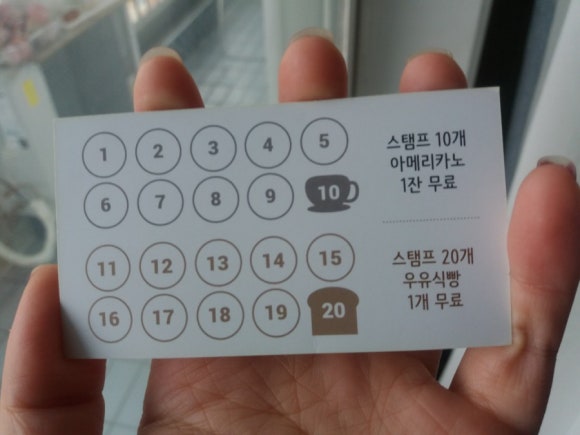 1 2 3 4 5
6 7 8 9 10
스탬프 10개
아메리카노
1잔 무료
11 12 13 14 15
16 17 18 19 20
스탬프 20개
우유식빵
1개 무료